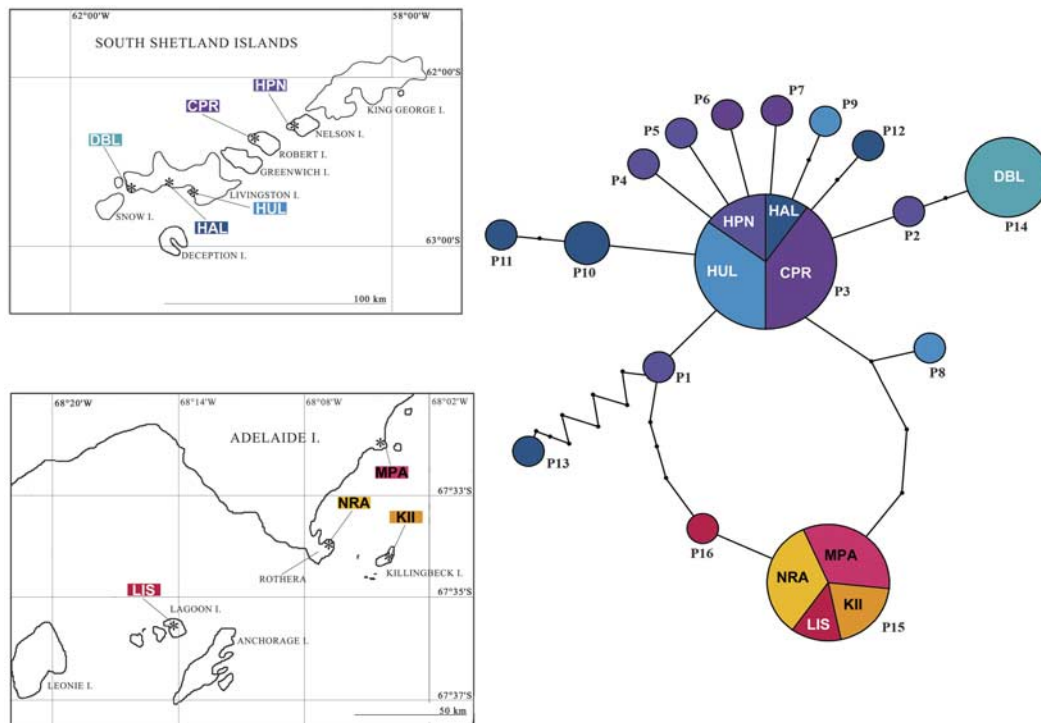 62°00'W
58°00'W
SOUTH SHETLAND ISLANDS
62°00'S
HPN
KING GEORGE I.
CPR
NELSON I.
DBL
ROBERT I.
GREENWICH I.
LIVINGSTON I.
SNOW I.
HUL
HAL
63°00'S
DECEPTION I.
100 km
68°20'W
68°14'W
68°08'W
68°02'W
ADELAIDE I.
MPA
67°33'S
NRA
KII
ROTHERA
KILLINGBECK I.
LIS
67°35'S
LAGOON I.
ANCHORAGE I.
LEONIE I.
67°37'S
50 km
P7
P6
P9
P5
P12
P4
DBL
HPN
HAL
P2
P14
P11
P10
HUL
CPR
P3
P1
P8
P13
P16
MPA
NRA
KII
LIS
P15